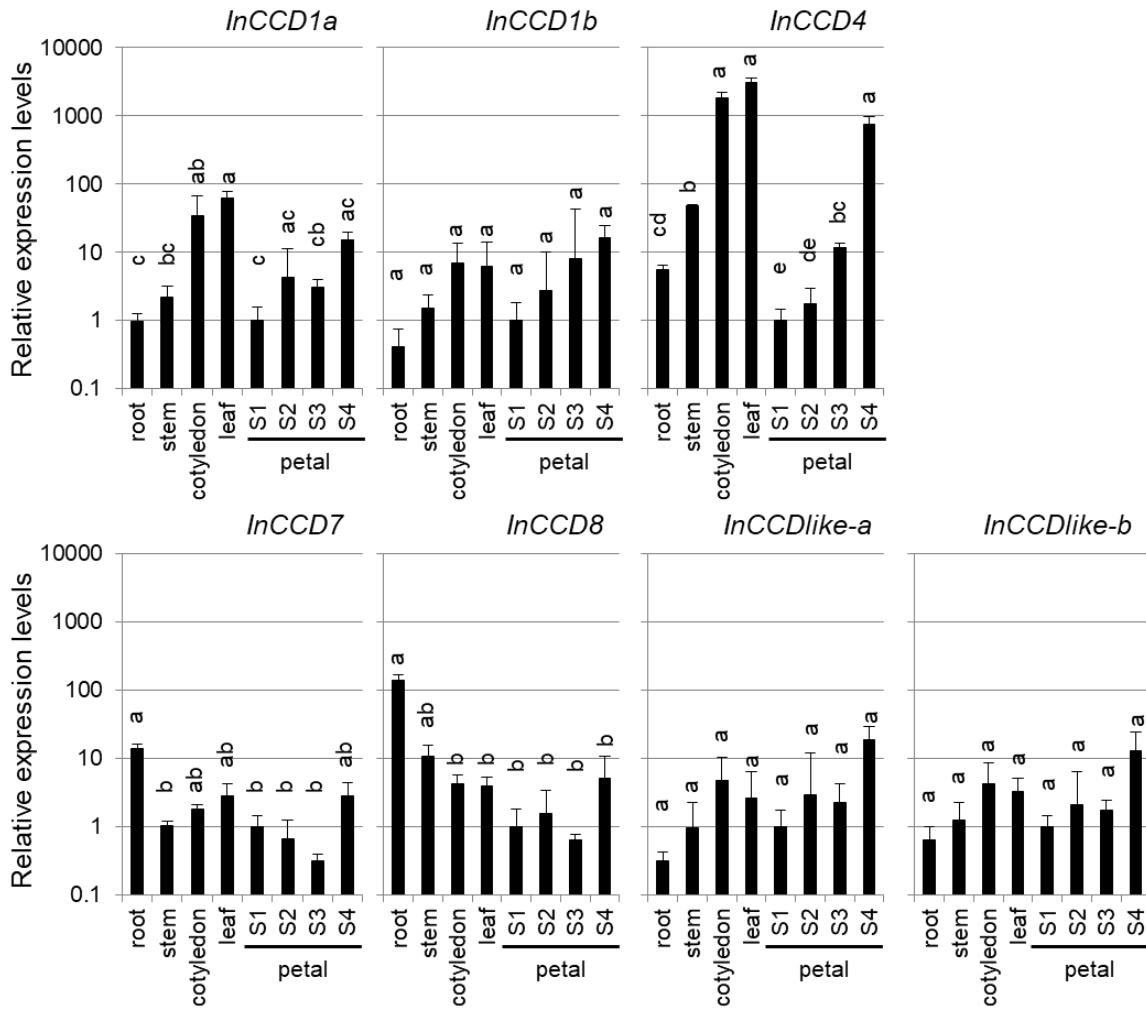 InCCD1a InCCD1b InCCD4
Relative expression levels
10000
1000
100
10
1
0.1
c bc ab a c ac cb ac
a a a a a a a a
cd b a a e de bc a
root stem cotyledon leaf S1 S2 S3 S4
petal
root stem cotyledon leaf S1 S2 S3 S4
petal
root stem cotyledon leaf S1 S2 S3 S4
petal
InCCD7 InCCD8 InCCDlike-a InCCDlike-b
Relative expression levels
10000
1000
100
10
1
0.1
a b ab ab b b b ab
a ab b b b b b b
a a a a a a a a
a a a a a a a a
root stem cotyledon leaf S1 S2 S3 S4
petal
root stem cotyledon leaf S1 S2 S3 S4
petal
root stem cotyledon leaf S1 S2 S3 S4
petal
root stem cotyledon leaf S1 S2 S3 S4
petal